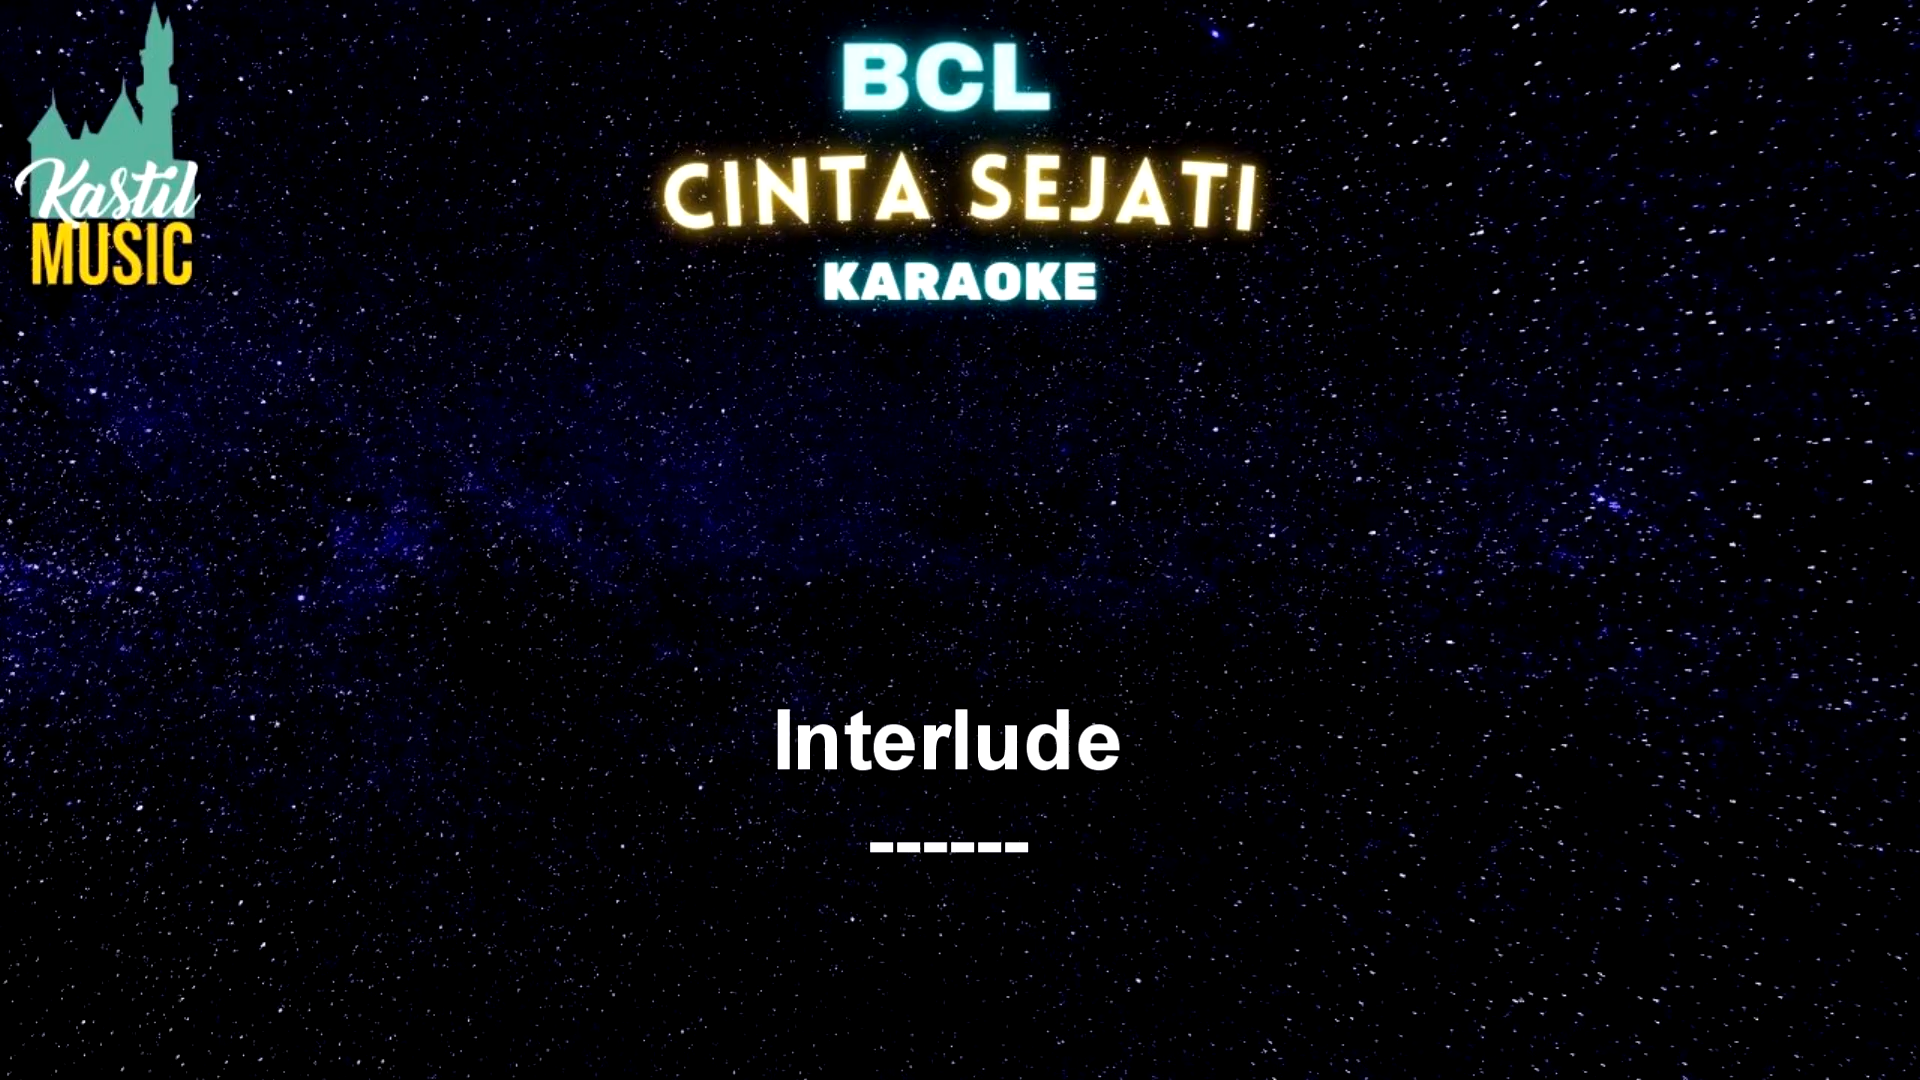 BCL
CINTA SEJATI
KARAOKE
Kastil
MUSIC
Interlude
------